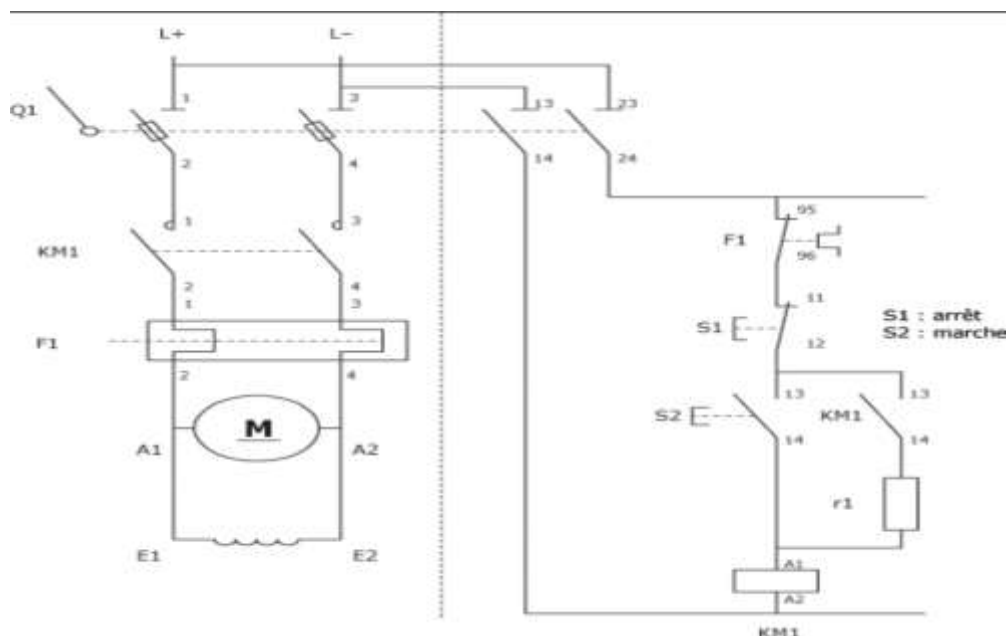 L+ L-
1 3 13 23
Q1
2 4 14 24
1 3 95
KM1 F1
96
2 4 11
1 3
F1 S1 S1 : arrêt
12 S2 : marche
2 4
13 13
M S2 KM1
A1 A2 14 14
r1
E1 E2
A1
A2
KM1